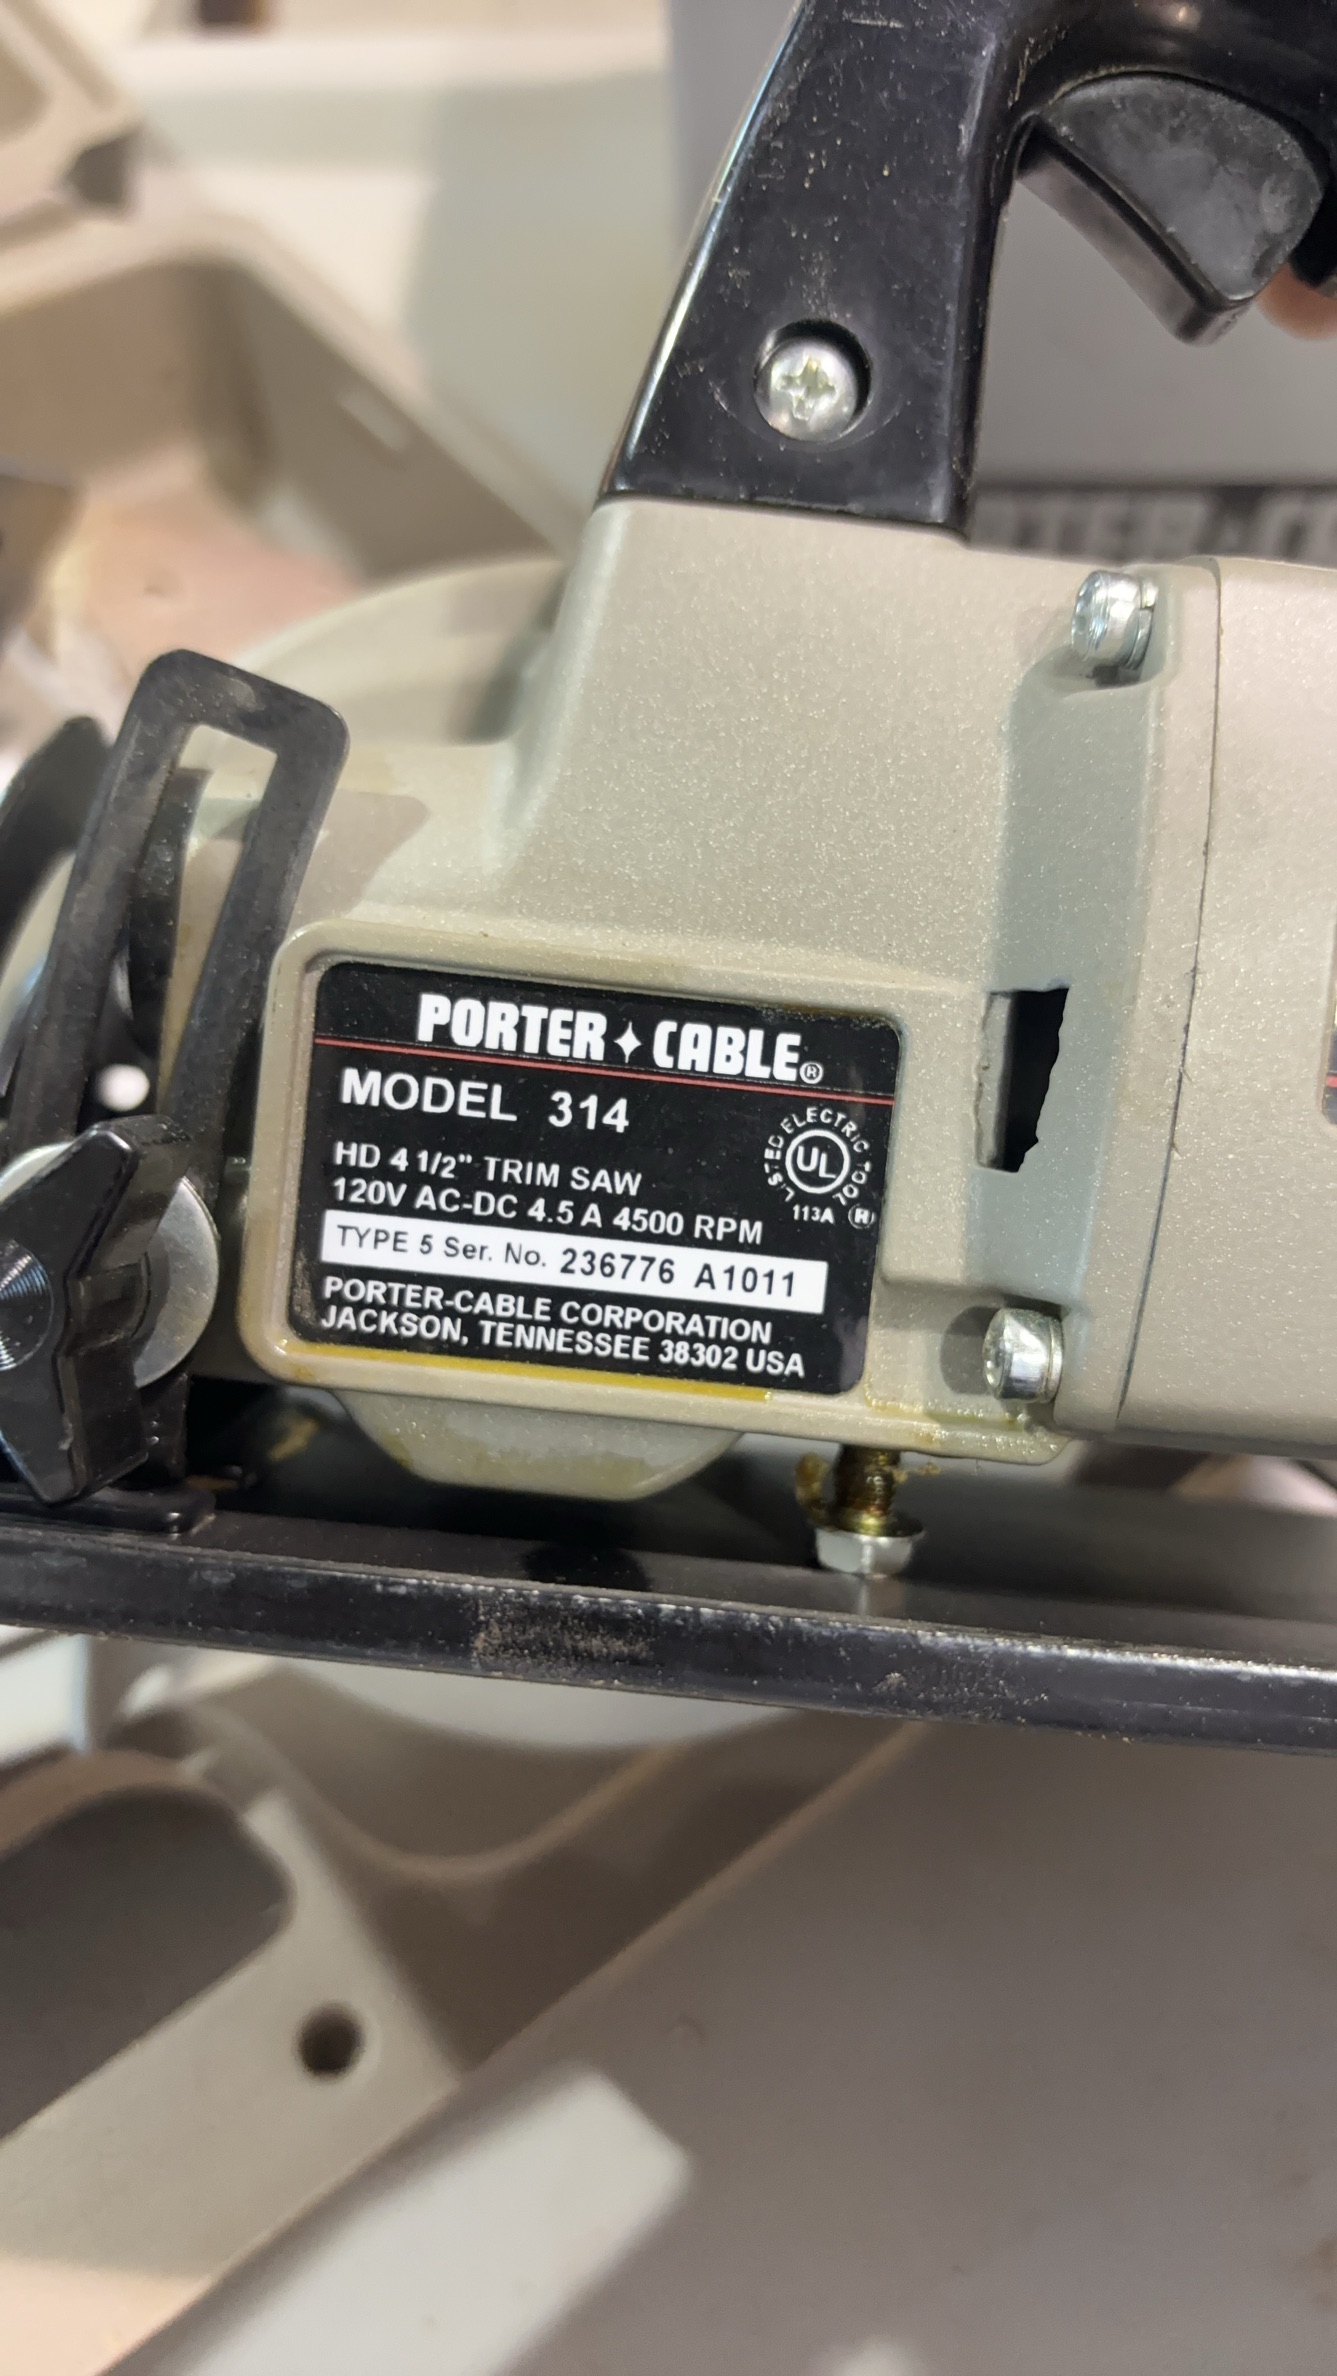 PORTER+CABLE®
MODEL 314
HD 4 1/2" TRIM SAW
120V AC-DC 4.5 A 4500 RPM
TYPE 5 Ser. No. 236776 A1011
PORTER-CABLE CORPORATION
JACKSON, TENNESSEE 38302 USA
LISTED ELECTRIC TOOL
UL
113A H